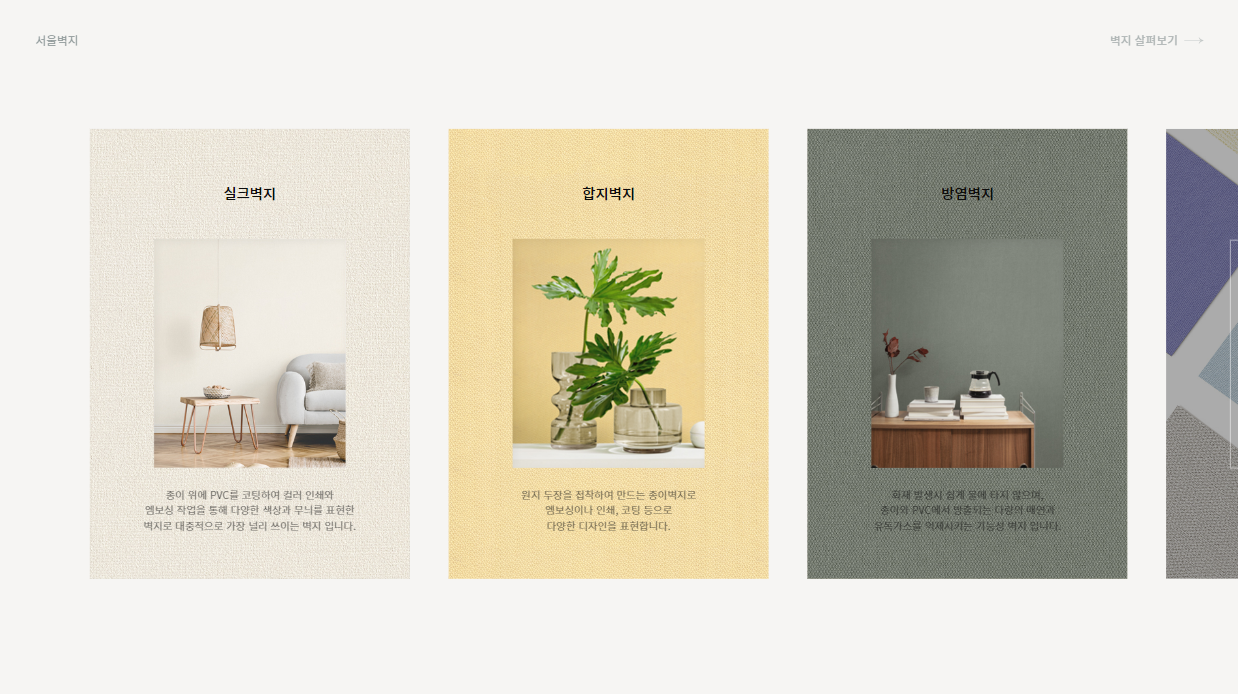 서울벽지
벽지 살펴보기
실크벽지
종이 위에 PVC를 코팅하여 컬러 인쇄와
엠보싱 작업을 통해 다양한 색상과 무늬를 표현한
벽지로 대중적으로 가장 널리 쓰이는 벽지 입니다.
합지벽지
원지 두장을 접착하여 만드는 종이벽지로
엠보싱이나 인쇄, 코팅 등으로
다양한 디자인을 표현합니다.
방염벽지
화재 발생시 쉽게 불에 타지 않으며,
종이와 PVC에서 방출되는 다량의 매연과
유독가스를 억제시키는 기능성 벽지 입니다.